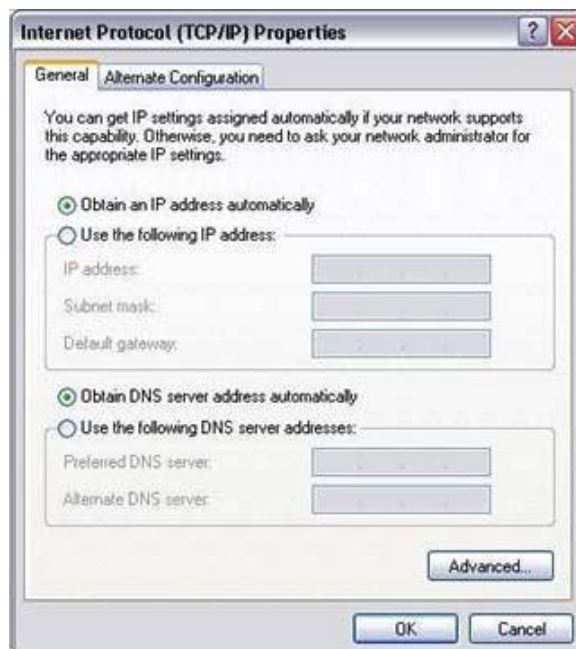 Internet Protocol (TCP/IP) Properties
General Alternate Configuration
You can get IP settings assigned automatically if your network supports
this capability. Otherwise, you need to ask your network administrator for
the appropriate IP settings.
Obtain an IP address automatically
Use the following IP address:
IP address:
Subnet mask:
Default gateway:
Obtain DNS server address automatically
Use the following DNS server addresses:
Preferred DNS server:
Alternate DNS server:
Advanced...
OK Cancel